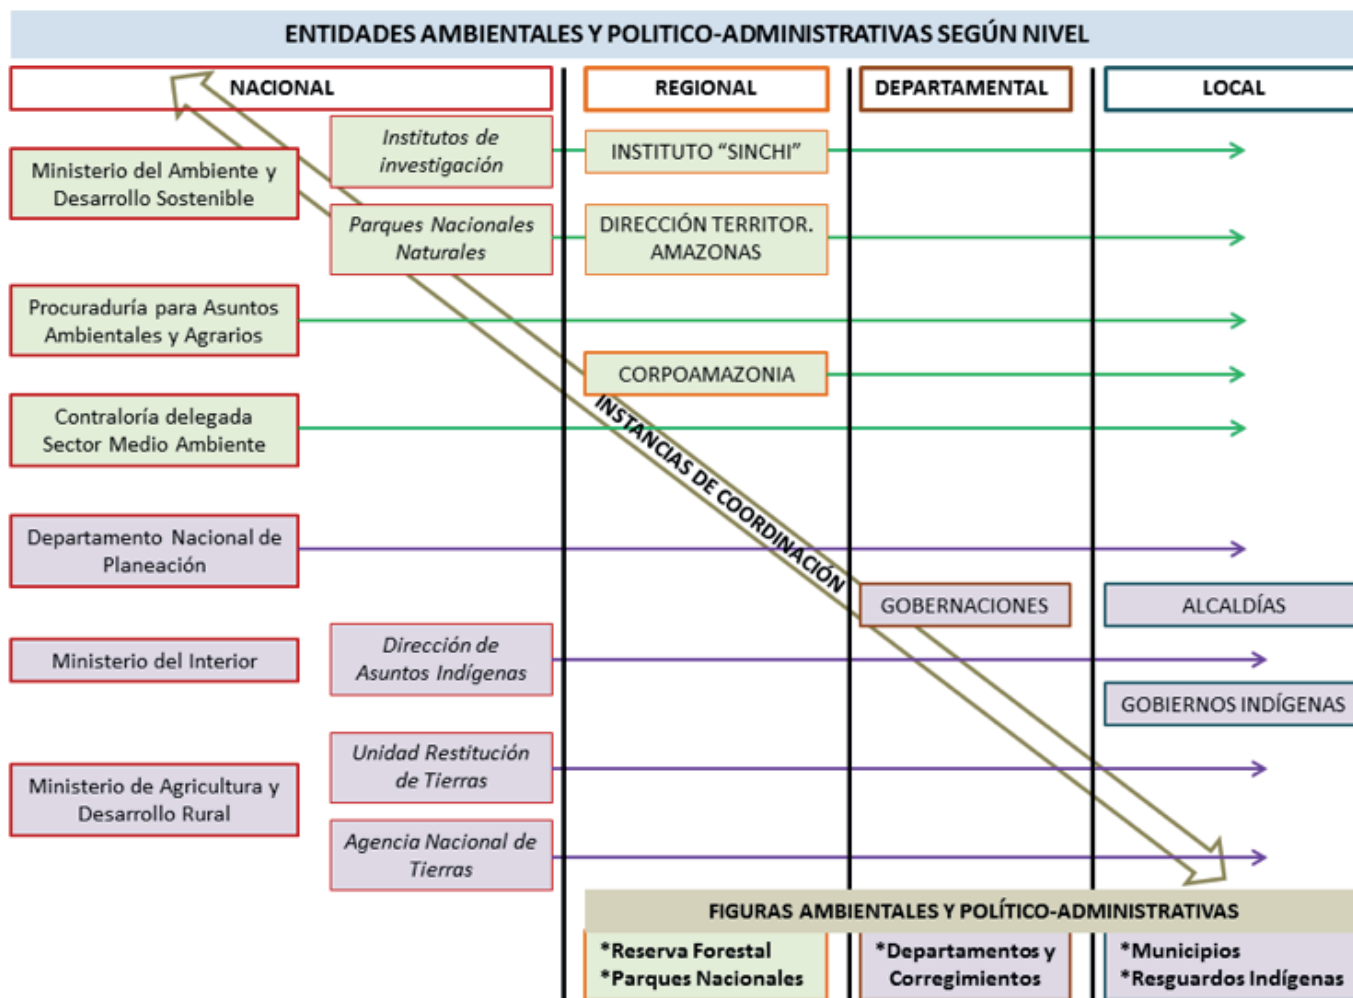 ENTIDADES AMBIENTALES Y POLITICO-ADMINISTRATIVAS SEGÚN NIVEL
NACIONAL
REGIONAL
DEPARTAMENTAL
LOCAL
Institutos de
investigación
INSTITUTO “SINCHI”
Ministerio del Ambiente y
Desarrollo Sostenible
Parques Nacionales
Naturales
DIRECCIÓN TERRITOR.
AMAZONAS
Procuraduría para Asuntos
Ambientales y Agrarios
CORPOAMAZONIA
Contraloría delegada
Sector Medio Ambiente
INSTANCIAS DE COORDINACIÓN
Departamento Nacional de
Planeación
GOBERNACIONES
ALCALDÍAS
Ministerio del Interior
Dirección de
Asuntos Indígenas
GOBIERNOS INDÍGENAS
Unidad Restitución
de Tierras
Ministerio de Agricultura y
Desarrollo Rural
Agencia Nacional de
Tierras
FIGURAS AMBIENTALES Y POLÍTICO-ADMINISTRATIVAS
*Reserva Forestal
*Parques Nacionales
*Departamentos y
Corregimientos
*Municipios
*Resguardos Indígenas